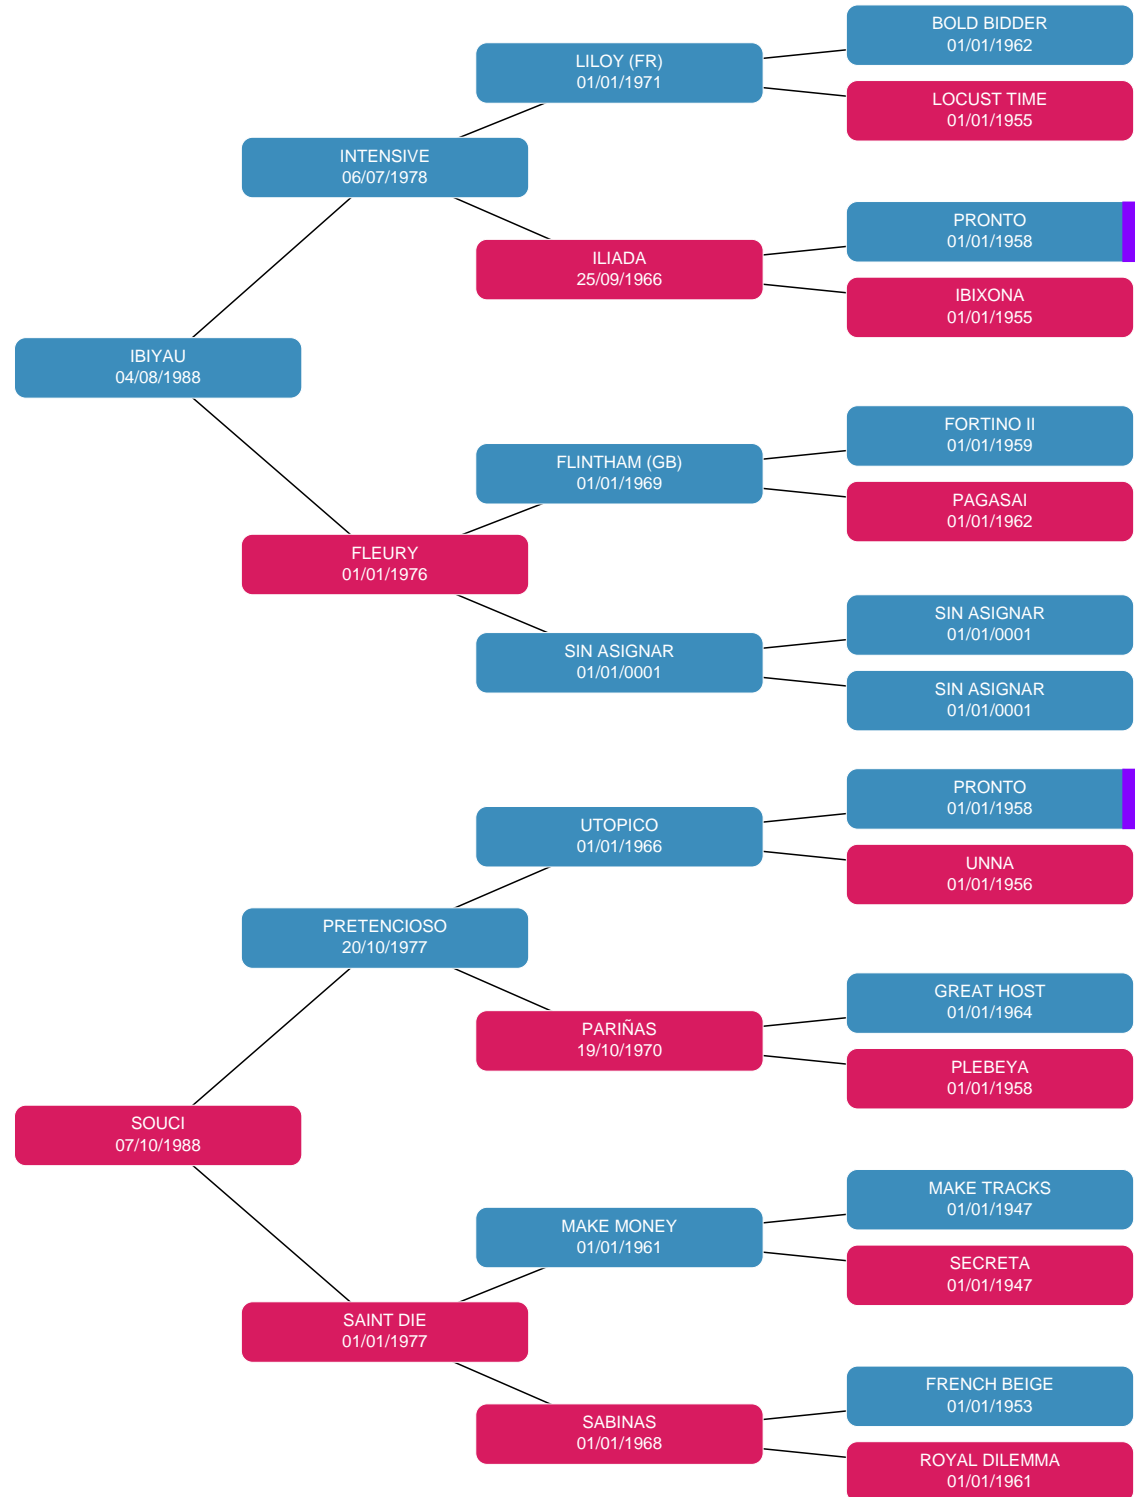 BOLD BIDDER
01/01/1962
LILOY (FR)
01/01/1971
LOCUST TIME
01/01/1955
INTENSIVE
06/07/1978
PRONTO
01/01/1958
ILIADA
25/09/1966
IBIXONA
01/01/1955
IBIYAU
04/08/1988
FORTINO II
01/01/1959
FLINTHAM (GB)
01/01/1969
PAGASAI
01/01/1962
FLEURY
01/01/1976
SIN ASIGNAR
01/01/0001
SIN ASIGNAR
01/01/0001
SIN ASIGNAR
01/01/0001
PRONTO
01/01/1958
UTOPICO
01/01/1966
UNNA
01/01/1956
PRETENCIOSO
20/10/1977
GREAT HOST
01/01/1964
PARIÑAS
19/10/1970
PLEBEYA
01/01/1958
SOUCI
07/10/1988
MAKE TRACKS
01/01/1947
MAKE MONEY
01/01/1961
SECRETA
01/01/1947
SAINT DIE
01/01/1977
FRENCH BEIGE
01/01/1953
SABINAS
01/01/1968
ROYAL DILEMMA
01/01/1961